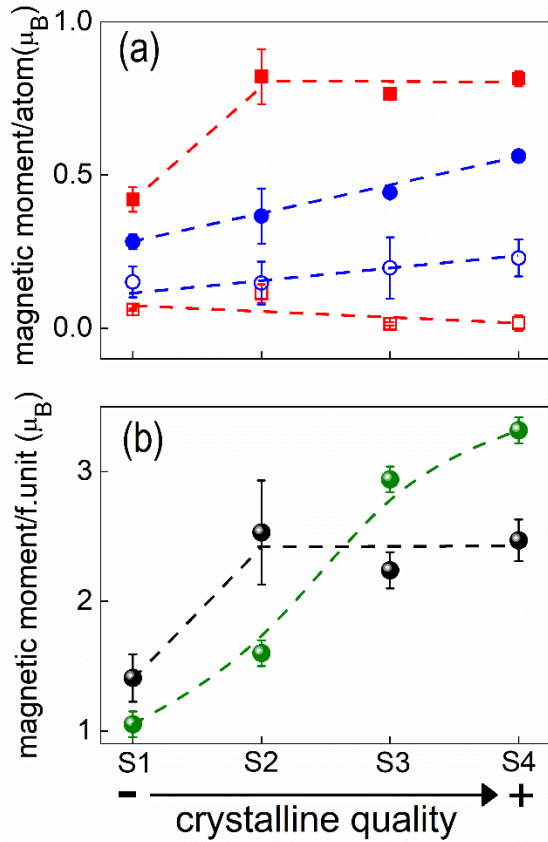 (a)
magnetic moment/atom(μB)
1.0
0.5
0.0
(b)
magnetic moment/f.unit (μB)
3
2
1
S1 S2 S3 S4
- +
crystalline quality